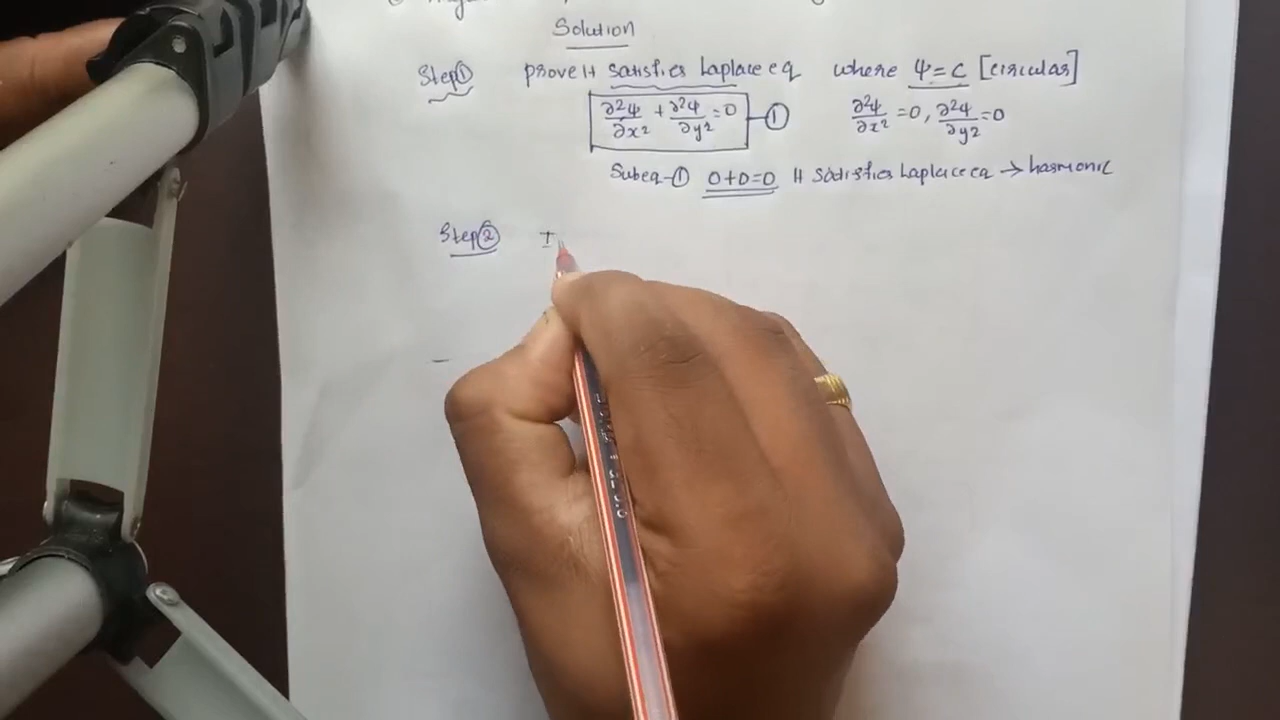 Solution
Step① prove It satisfies Laplace eq where Ψ=C [circular]
∂²Ψ/∂x² + ∂²Ψ/∂y² = 0 —① ∂²Ψ/∂x² = 0, ∂²Ψ/∂y² = 0
Sub eq-① 0+0=0 It satisfies Laplace eq → harmonic
Step② I